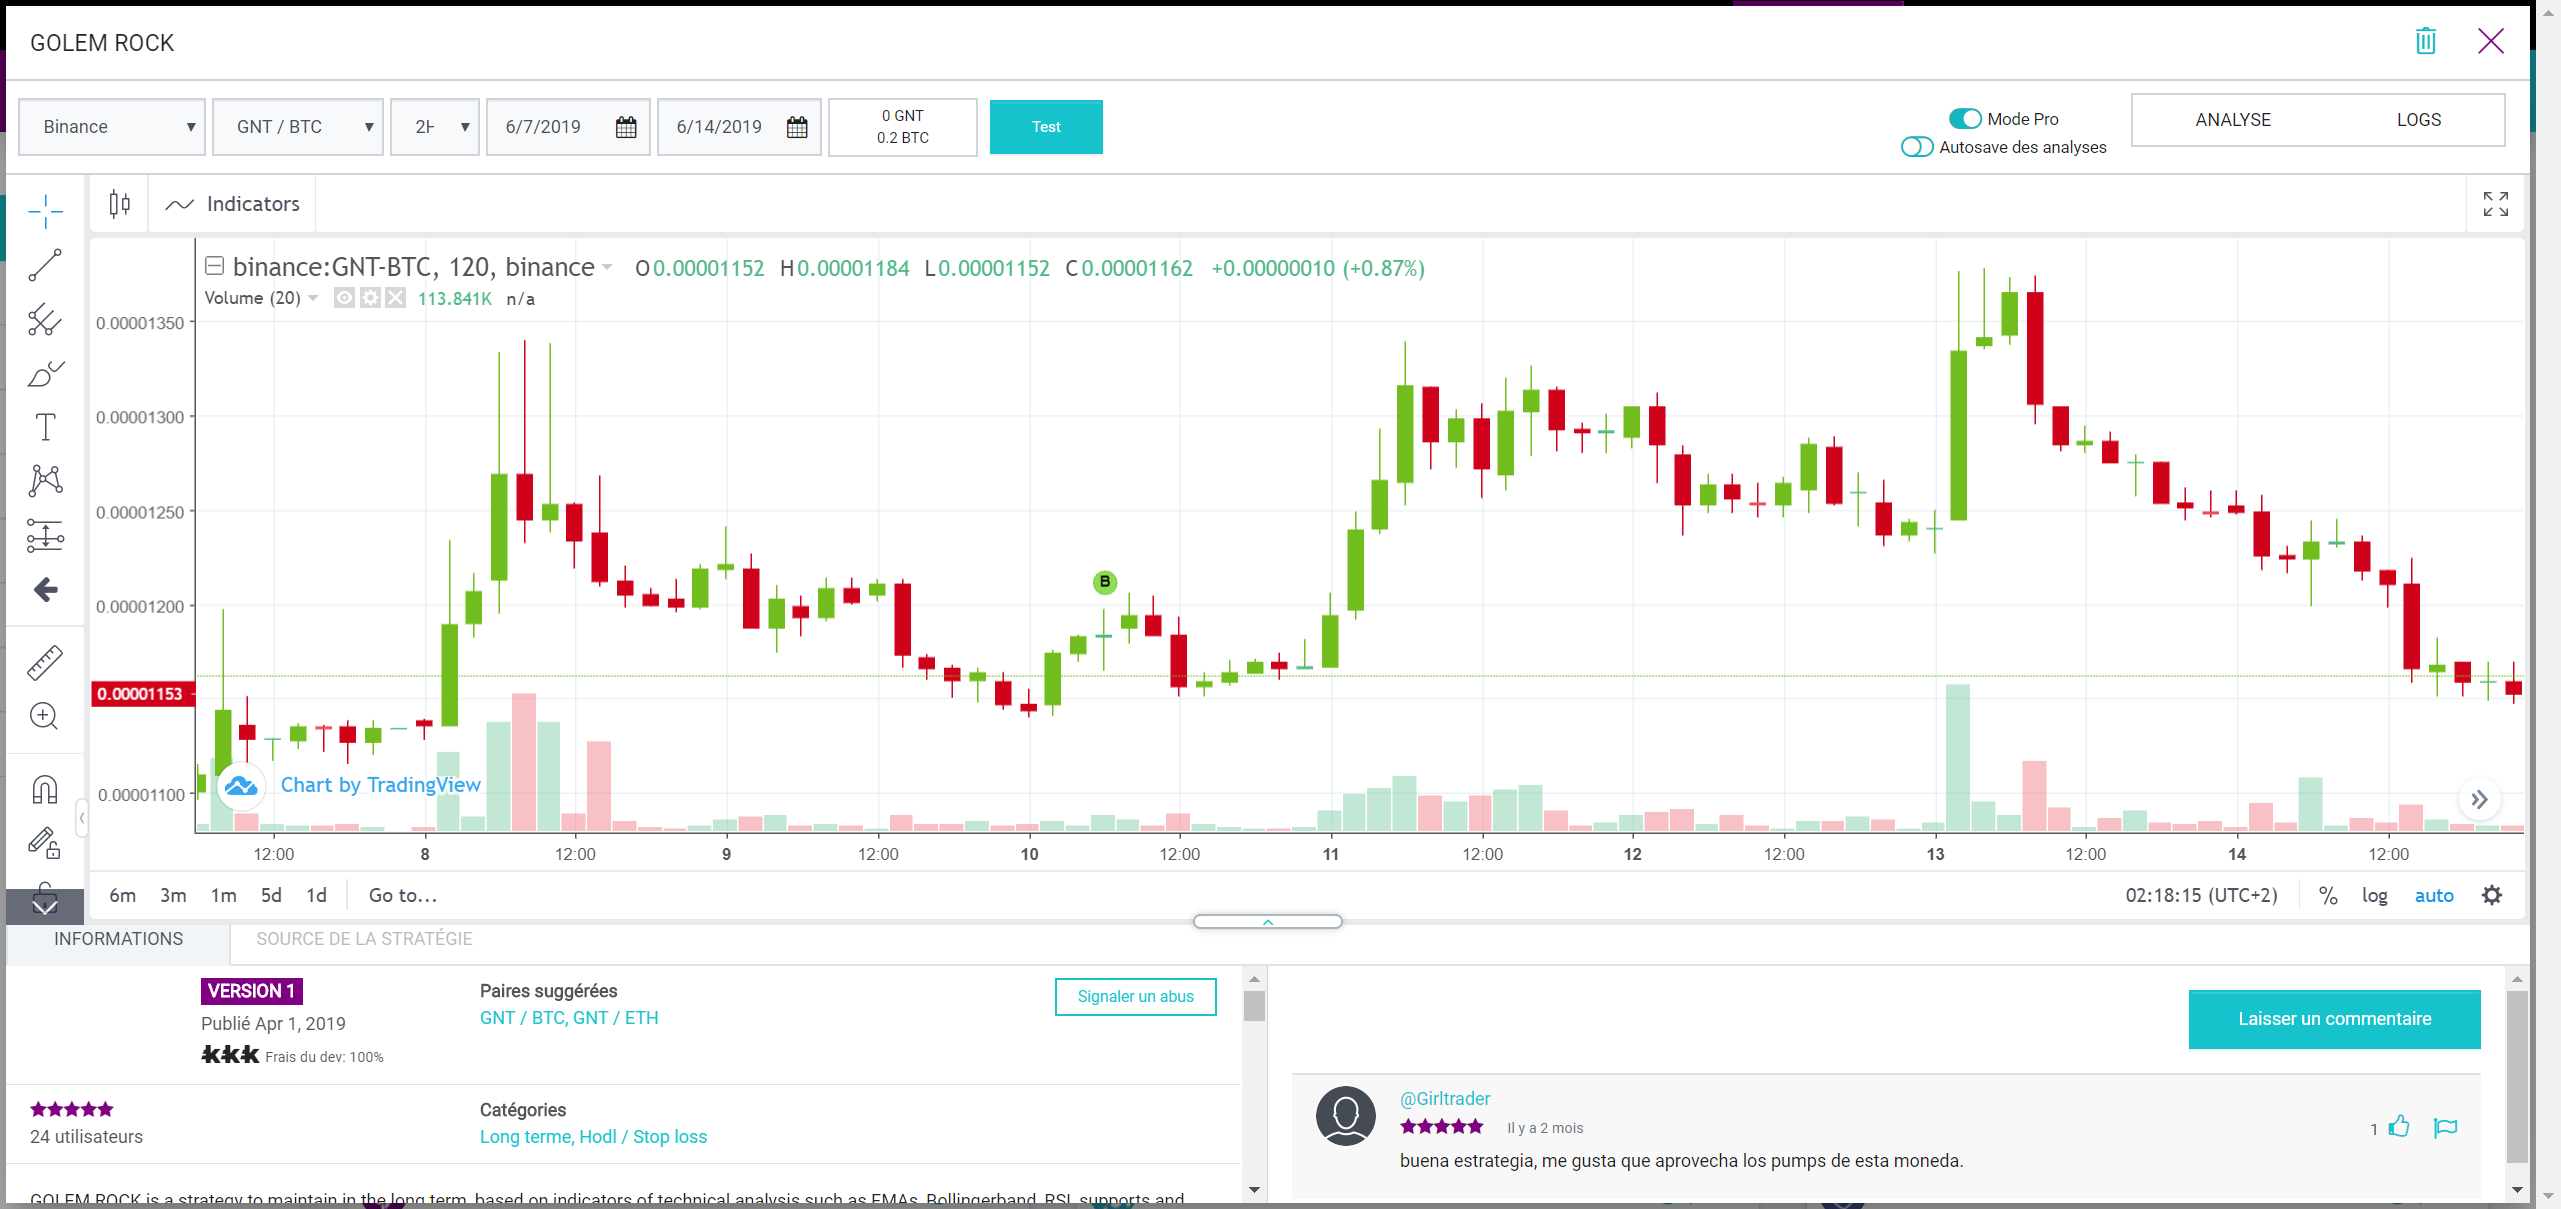 GOLEM ROCK
Binance
GNT / BTC
6/7/2019
6/14/2019
0 GNT
0.2 BTC
Test
Mode Pro
Autosave des analyses
ANALYSE
LOGS
Indicators
binance:GNT-BTC, 120, binance O0.00001152 H0.00001184 L0.00001152 C0.00001162 +0.00000010 (+0.87%)
Volume (20) 113.841K n/a
0.00001350
0.00001300
0.00001250
B
0.00001200
0.00001153
0.00001100
Chart by TradingView
12:00 8 12:00 9 12:00 10 12:00 11 12:00 12 12:00 13 12:00 14 12:00
6m 3m 1m 5d 1d Go to...
02:18:15 (UTC+2) % log auto
INFORMATIONS
SOURCE DE LA STRATÉGIE
VERSION 1
Publié Apr 1, 2019
Frais du dev: 100%
Paires suggérées
GNT / BTC, GNT / ETH
Signaler un abus
24 utilisateurs
Catégories
Long terme, Hodl / Stop loss
GOLEM ROCK is a strategy to maintain in the long term, based on indicators of technical analysis such as EMAs, Bollingerband, RSI, supports and
Laisser un commentaire
@Girltrader
Il y a 2 mois
1
buena estrategia, me gusta que aprovecha los pumps de esta moneda.